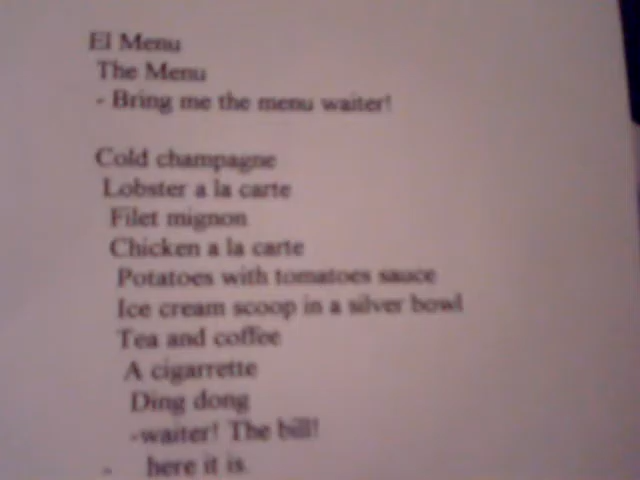 El Menu
The Menu
- Bring me the menu waiter!
Cold champagne
Lobster a la carte
Filet mignon
Chicken a la carte
Potatoes with tomatoes sauce
Ice cream scoop in a silver bowl
Tea and coffee
A cigarrette
Ding dong
-waiter! The bill!
- here it is